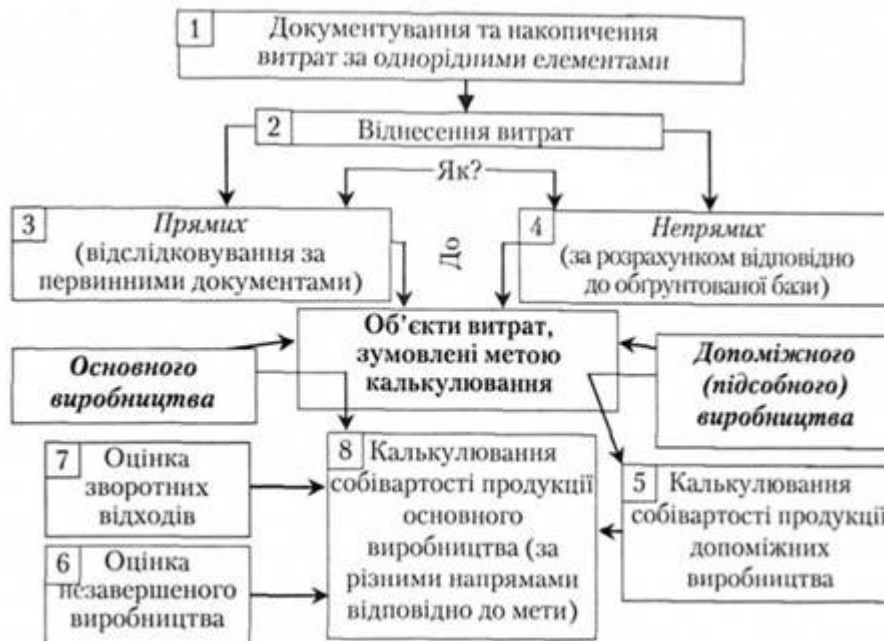 1 Документування та накопичення
витрат за однорідними елементами
2 Віднесення витрат
Як?
3 Прямих
(відслідковування за
первинними документами)
До
4 Непрямих
(за розрахунком відповідно
до обґрунтованої бази)
Об’єкти витрат,
зумовлені метою
калькулювання
Основного
виробництва
Допоміжного
(підсобного)
виробництва
7 Оцінка
зворотних
відходів
8 Калькулювання
собівартості продукції
основного
виробництва (за
різними напрямами
відповідно до мети)
5 Калькулювання
собівартості продукції
допоміжних
виробництва
6 Оцінка
незавершеного
виробництва